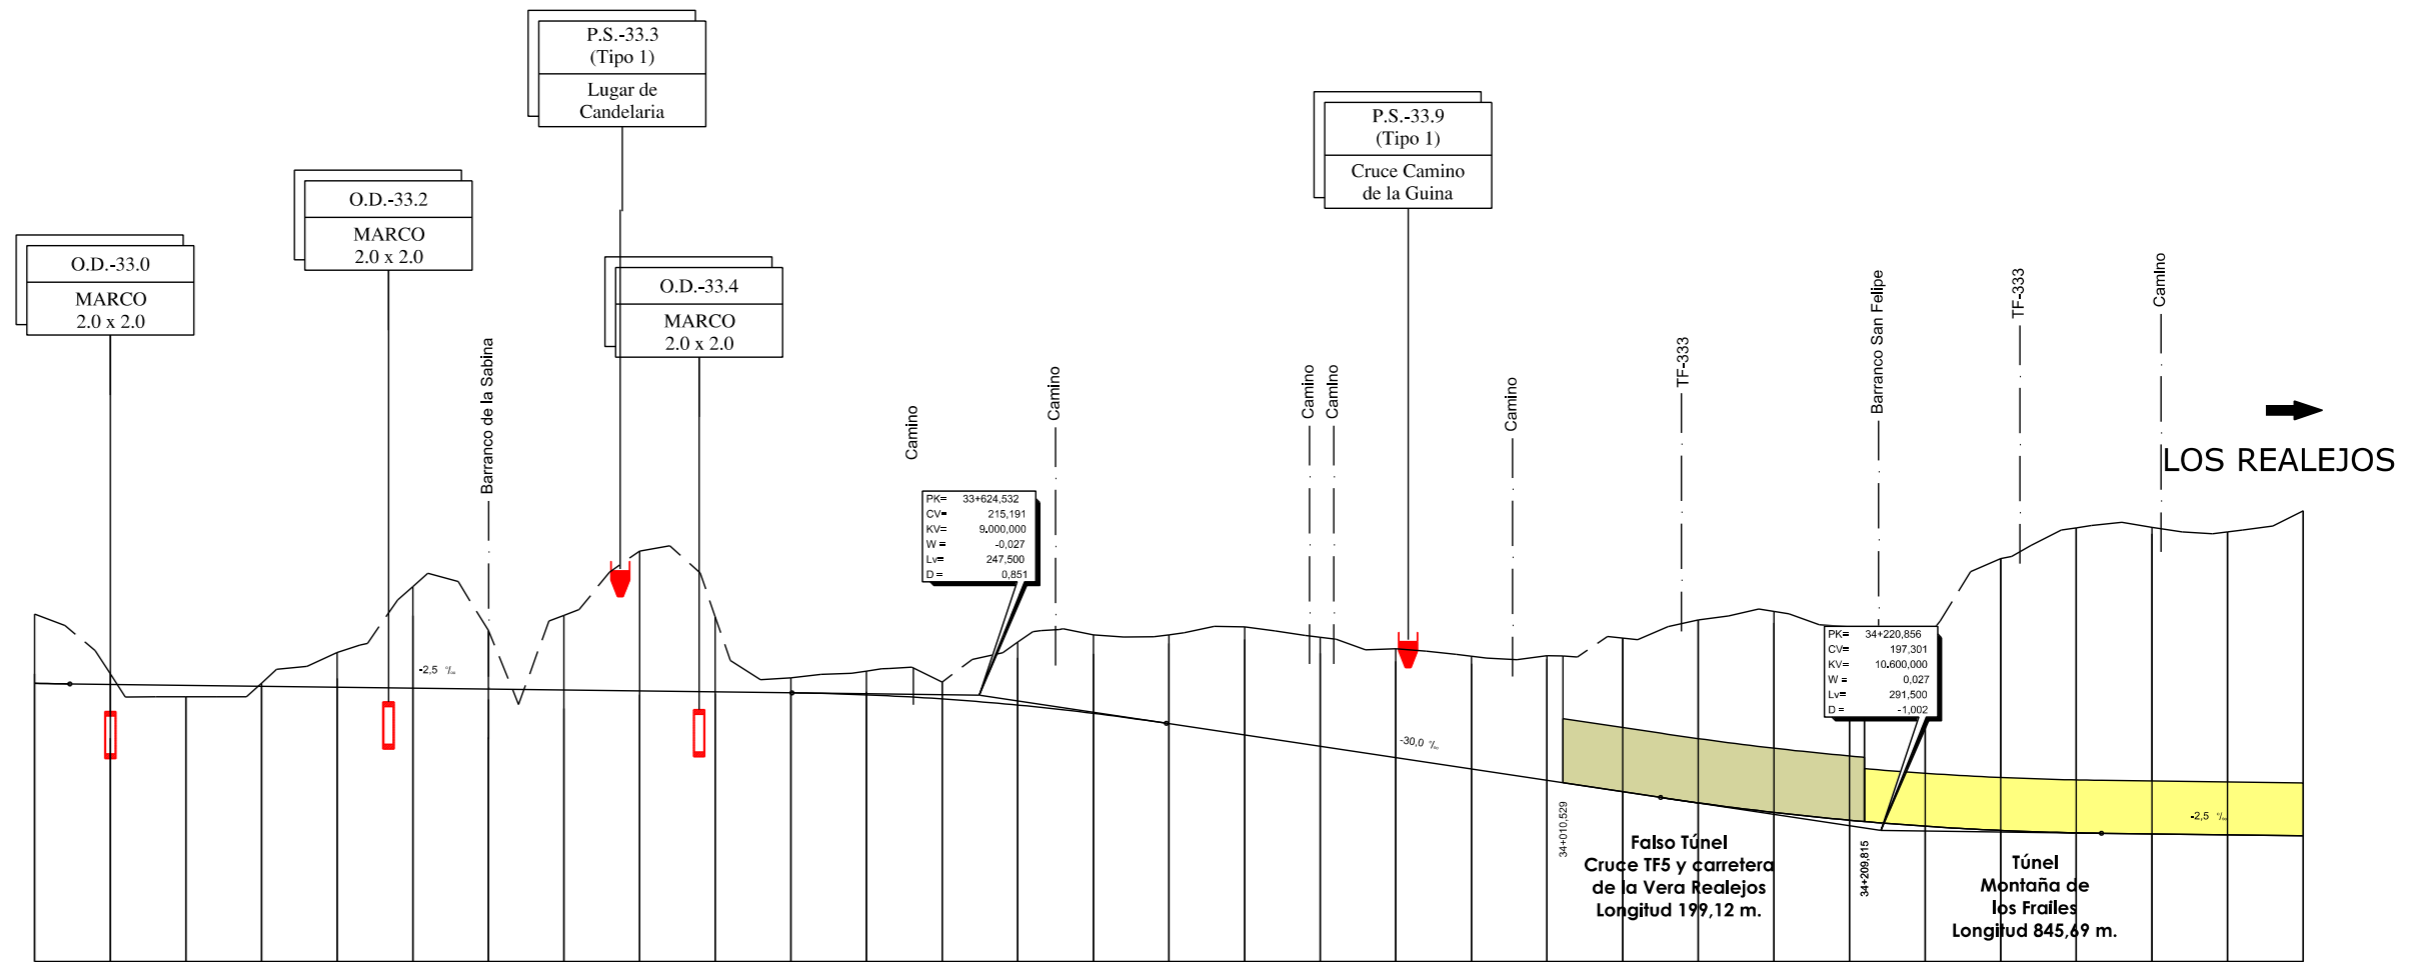 P.S.-33.3
(Tipo 1)
Lugar de
Candelaria
P.S.-33.9
(Tipo 1)
Cruce Camino
de la Guina
O.D.-33.2
MARCO
2.0 x 2.0
O.D.-33.0
MARCO
2.0 x 2.0
O.D.-33.4
MARCO
2.0 x 2.0
Barranco de la Sabina
Camino
Camino
Camino
Camino
Camino
TF-333
Barranco San Felipe
TF-333
Camino
LOS REALEJOS
PK= 33+624,532
CV= 215,191
KV= 9.000,000
W = -0,027
Lv= 247,500
D = 0,851
PK= 34+220,856
CV= 197,301
KV= 10.600,000
W = 0,027
Lv= 291,500
D = -1,002
-2,5 ‰
-30,0 ‰
-2,5 ‰
34+010,529
34+209,815
Falso Túnel
Cruce TF5 y carretera
de la Vera Realejos
Longitud 199,12 m.
Túnel
Montaña de
los Frailes
Longitud 845,69 m.